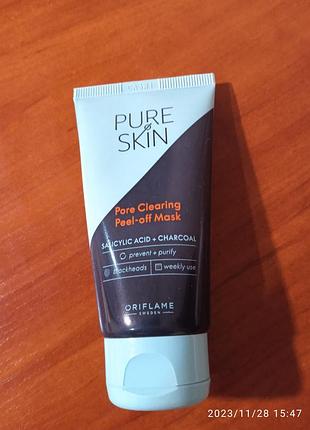 PURE
SKIN
Pore Clearing
Peel-off Mask
SALICYLIC ACID + CHARCOAL
prevent + purify
blackheads
weekly use
ORIFLAME
SWEDEN
2023/11/28 15:47